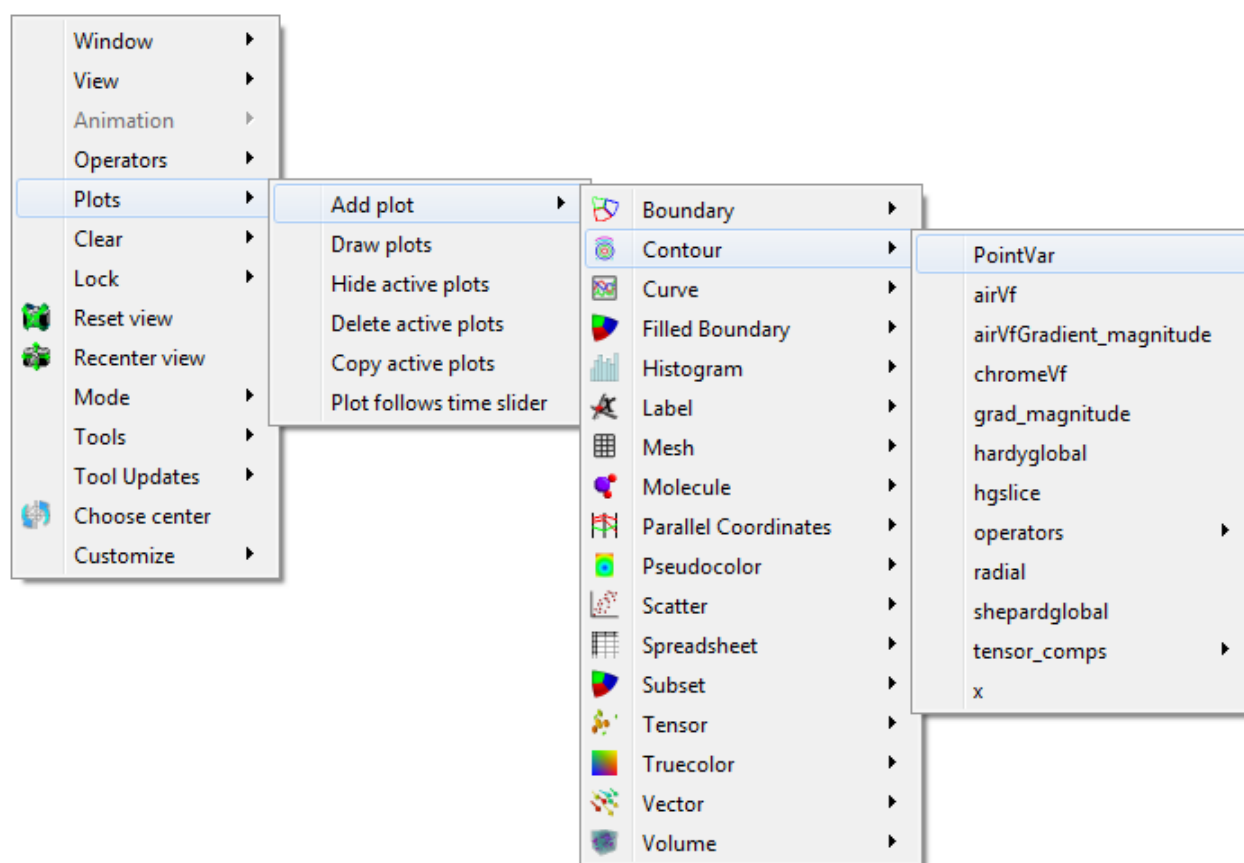 Window
View
Animation
Operators
Plots
Clear
Lock
Reset view
Recenter view
Mode
Tools
Tool Updates
Choose center
Customize
Add plot
Draw plots
Hide active plots
Delete active plots
Copy active plots
Plot follows time slider
Boundary
Contour
Curve
Filled Boundary
Histogram
Label
Mesh
Molecule
Parallel Coordinates
Pseudocolor
Scatter
Spreadsheet
Subset
Tensor
Truecolor
Vector
Volume
PointVar
airVf
airVfGradient_magnitude
chromeVf
grad_magnitude
hardyglobal
hgslice
operators
radial
shepardglobal
tensor_comps
x